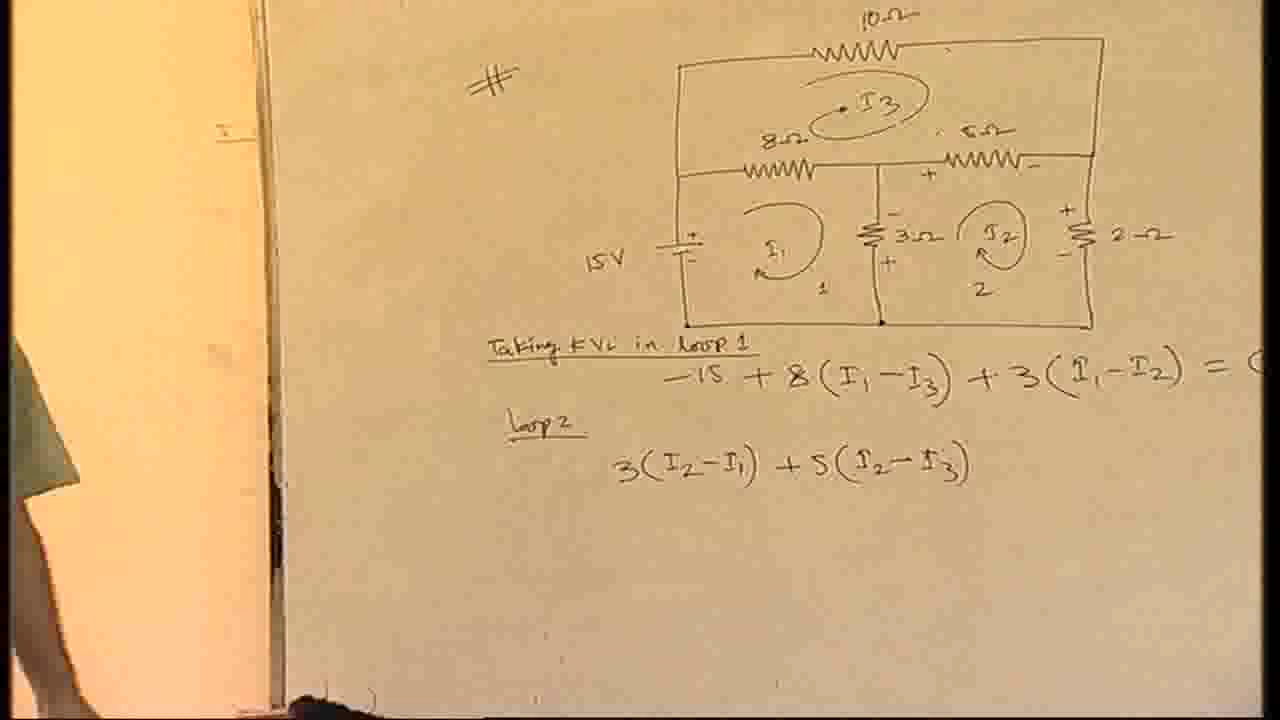 #
10Ω
I3
8Ω
5Ω
+ -
+ -
15V
I1
1
- 3Ω +
I2
2
+ 2Ω -
Taking KVL in loop 1
-15 + 8(I1 - I3) + 3(I1 - I2) =
loop 2
3(I2 - I1) + 5(I2 - I3)